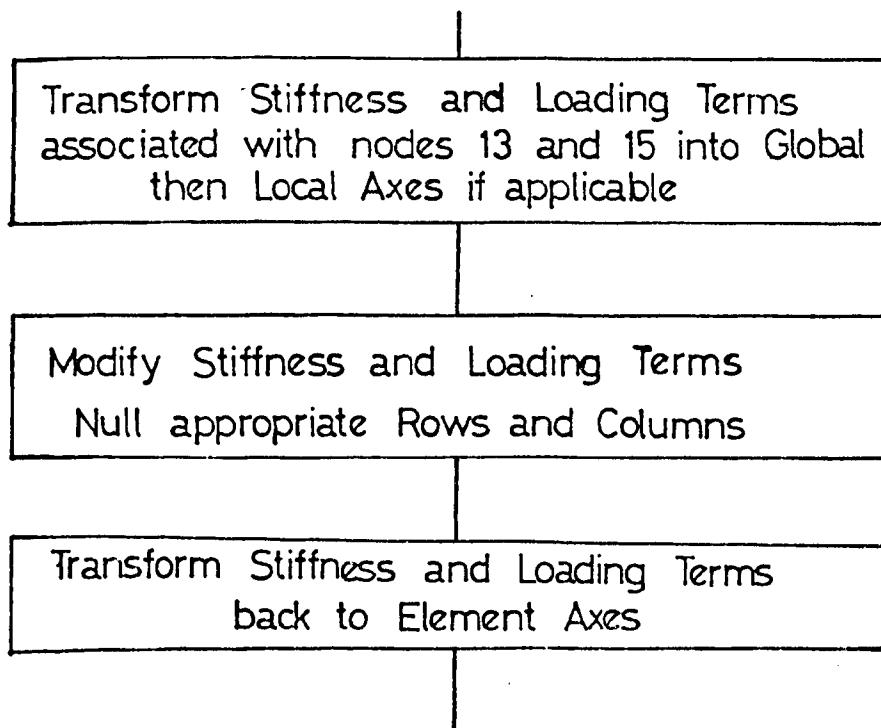 Transform Stiffness and Loading Terms
associated with nodes 13 and 15 into Global
then Local Axes if applicable
Modify Stiffness and Loading Terms
Null appropriate Rows and Columns
Transform Stiffness and Loading Terms
back to Element Axes